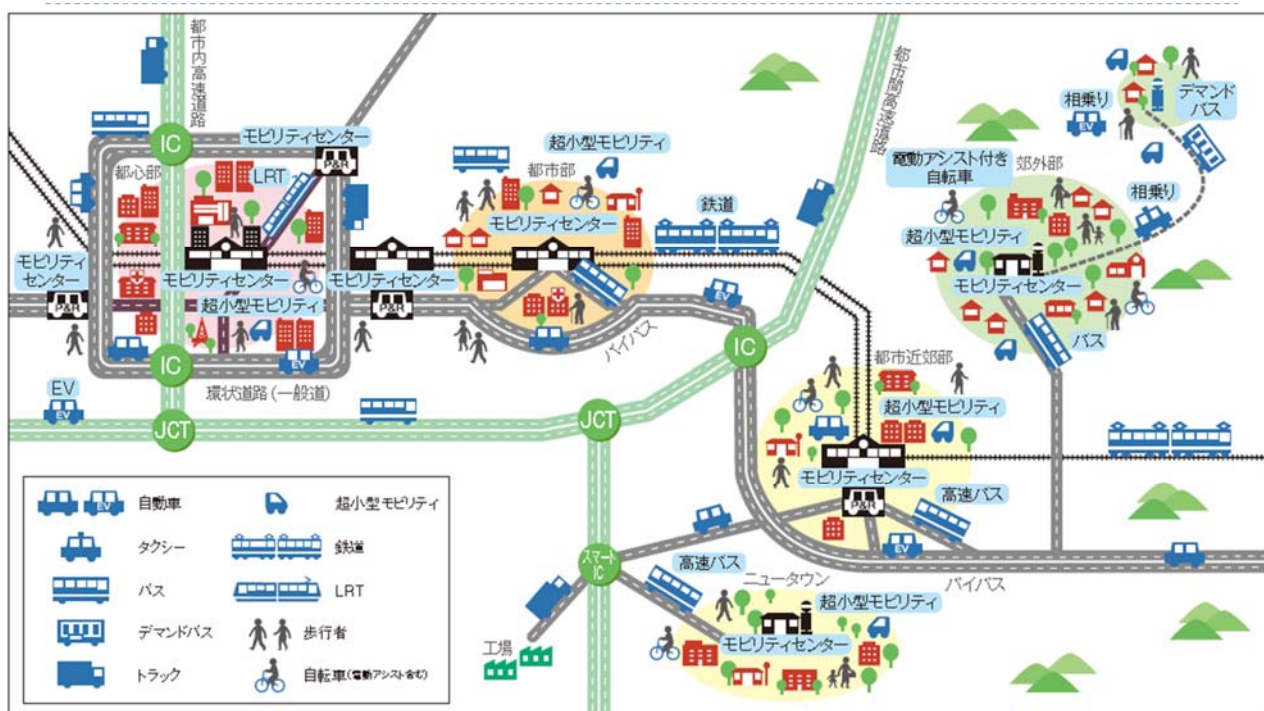 都市内高速道路
都市間高速道路
相乗り
EV
デマンド
バス
IC
モビリティセンター
P&R
超小型モビリティ
都心部
LRT
都市部
電動アシスト付き
自転車
郊外部
相乗り
鉄道
モビリティセンター
超小型モビリティ
モビリティ
センター
P&R
モビリティセンター
モビリティセンター
P&R
モビリティセンター
超小型モビリティ
EV
バス
バイパス
IC
IC
EV
都市近郊部
環状道路(一般道)
EV
EV
超小型モビリティ
JCT
JCT
モビリティセンター
P&R
高速バス
EV
スマート
IC
高速バス
ニュータウン
バイパス
超小型モビリティ
工場
モビリティセンター
EV
自動車
超小型モビリティ
タクシー
鉄道
バス
LRT
デマンドバス
歩行者
トラック
自転車(電動アシスト含む)